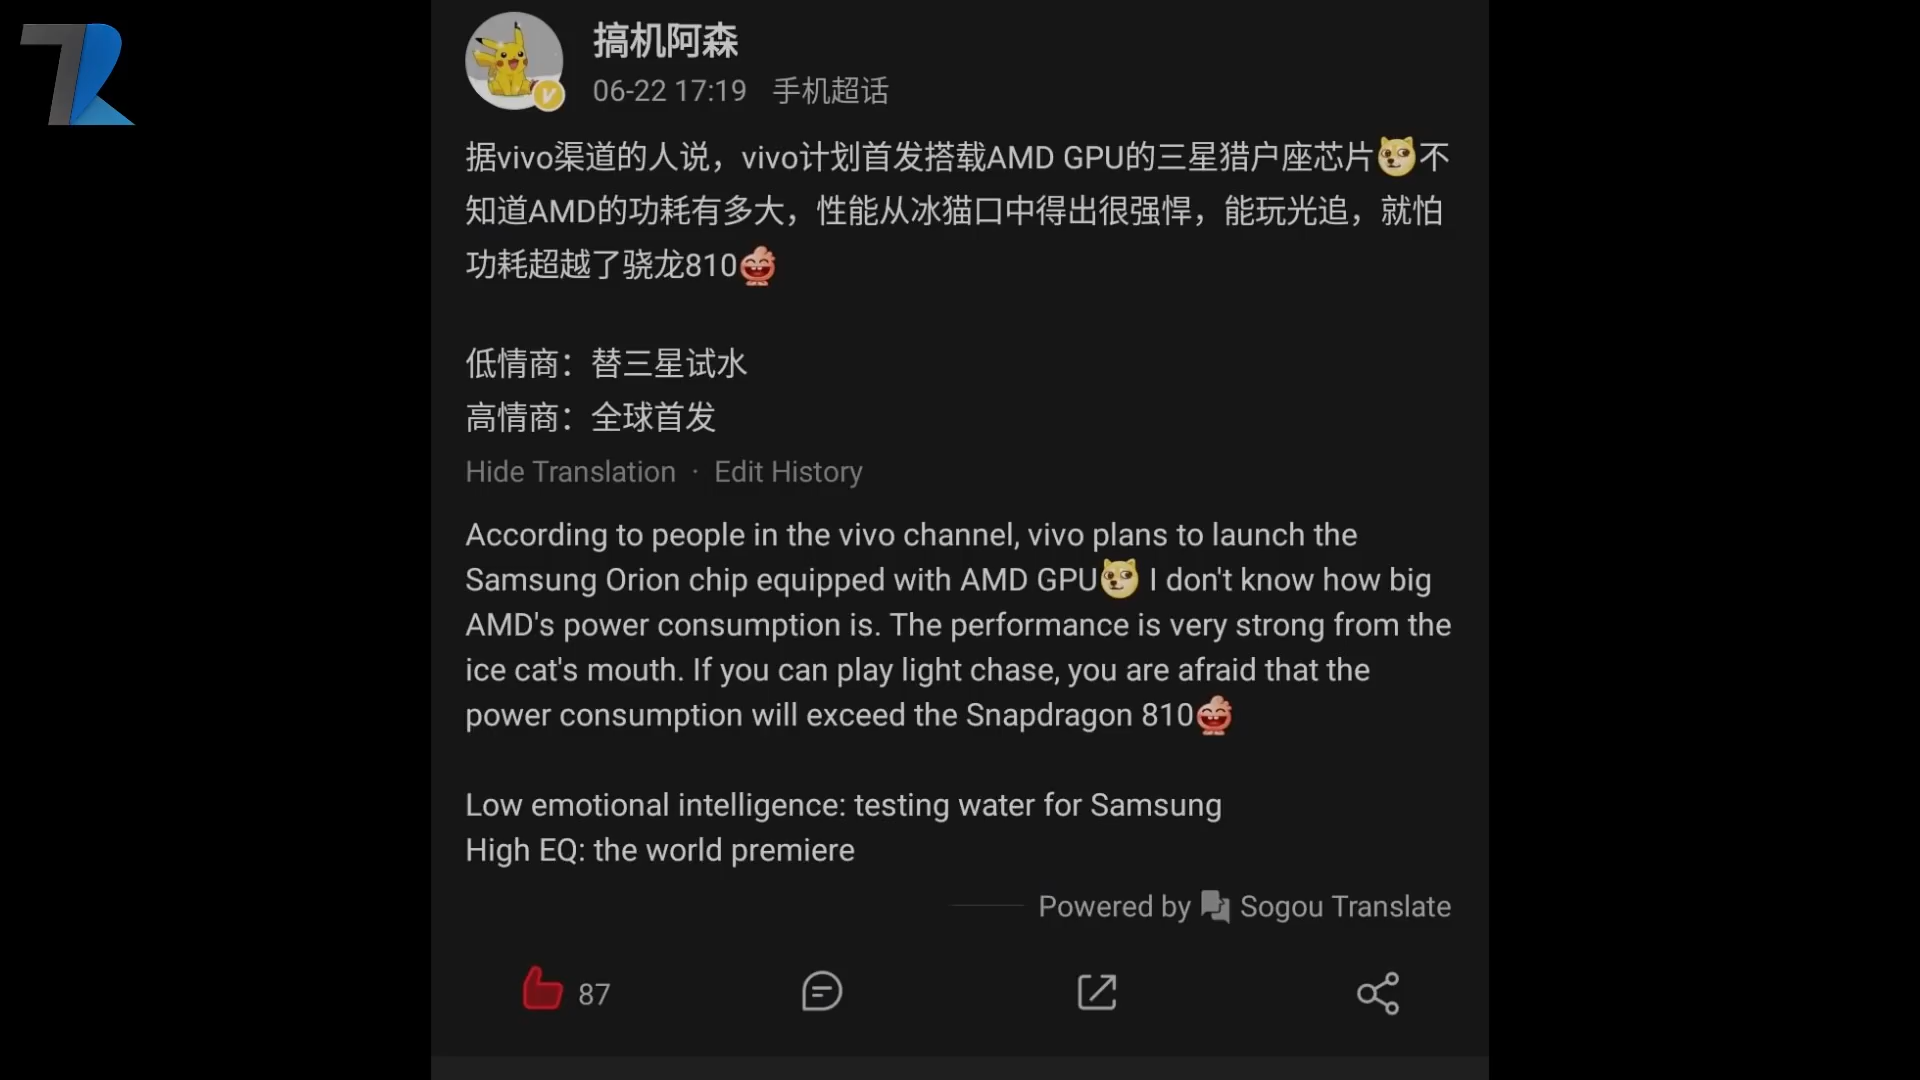 搞机阿森
06-22 17:19 手机超话
据vivo渠道的人说，vivo计划首发搭载AMD GPU的三星猎户座芯片不
知道AMD的功耗有多大，性能从冰猫口中得出很强悍，能玩光追，就怕
功耗超越了骁龙810
低情商：替三星试水
高情商：全球首发
Hide Translation · Edit History
According to people in the vivo channel, vivo plans to launch the
Samsung Orion chip equipped with AMD GPU I don't know how big
AMD's power consumption is. The performance is very strong from the
ice cat's mouth. If you can play light chase, you are afraid that the
power consumption will exceed the Snapdragon 810
Low emotional intelligence: testing water for Samsung
High EQ: the world premiere
Powered by Sogou Translate
87